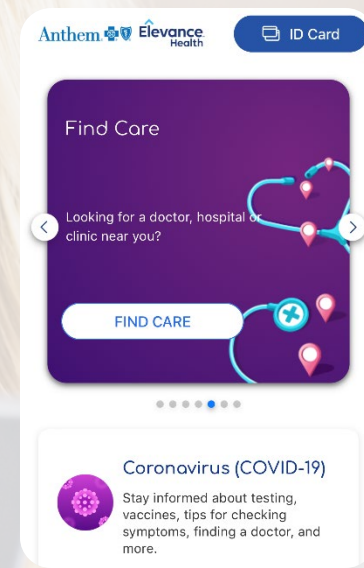 Anthem Elevance
Health
ID Card
Find Care
Looking for a doctor, hospital or
clinic near you?
FIND CARE
Coronavirus (COVID-19)
Stay informed about testing,
vaccines, tips for checking
symptoms, finding a doctor, and
more.